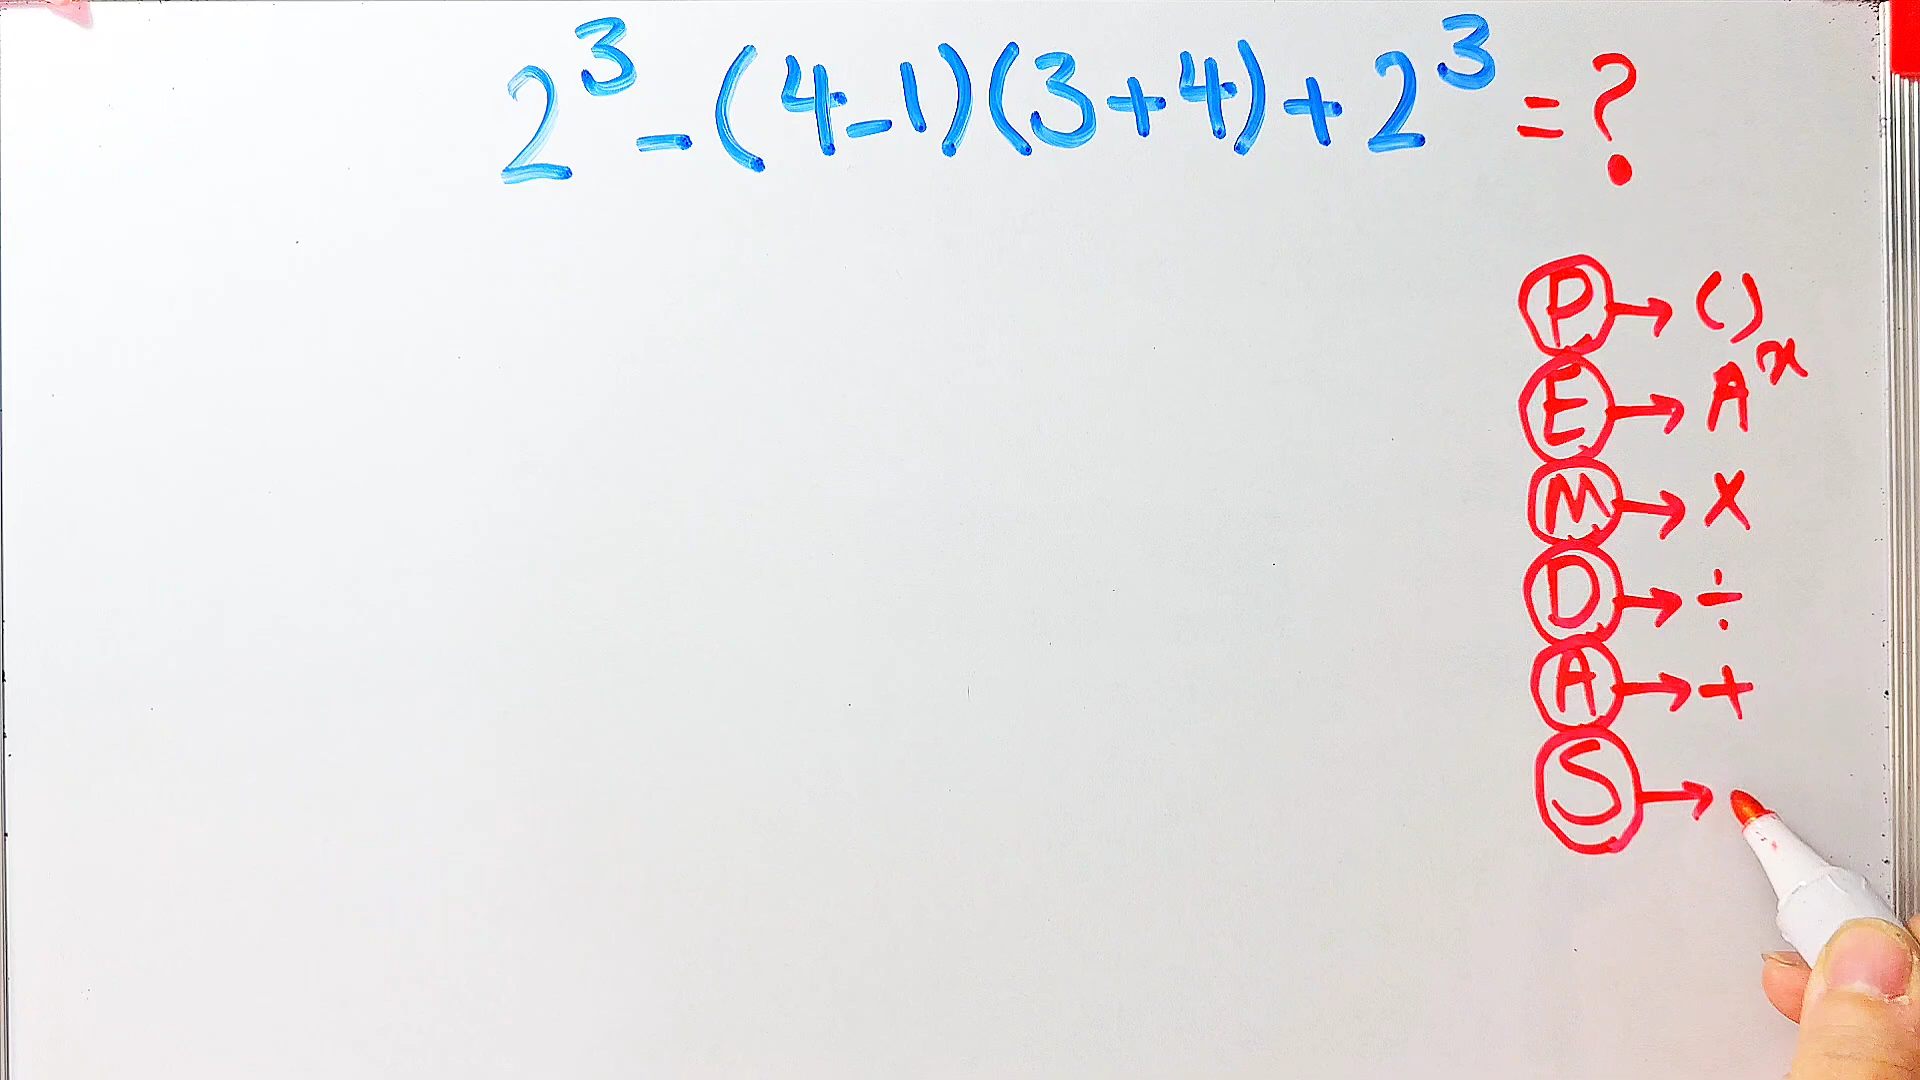 2³ - (4-1)(3+4) + 2³ = ?
P → ()
E → Aˣ
M → ×
D → ÷
A → +
S →